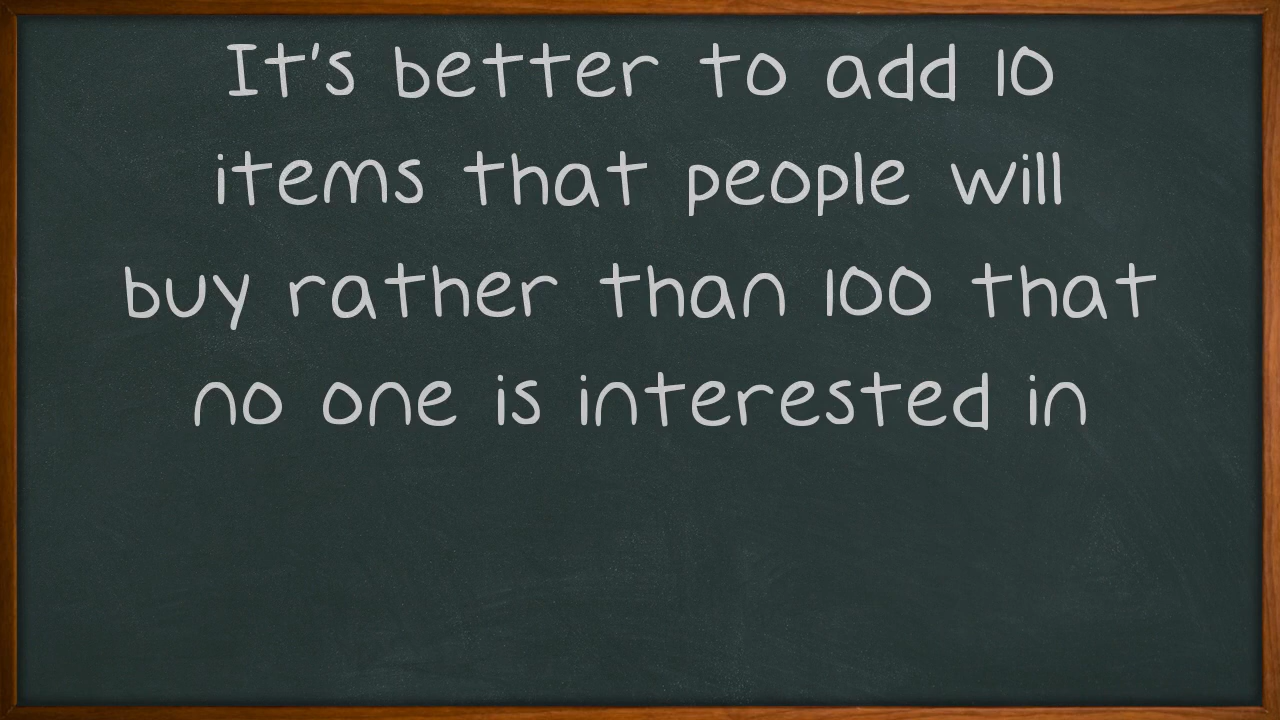 It's better to add 10
items that people will
buy rather than 100 that
no one is interested in